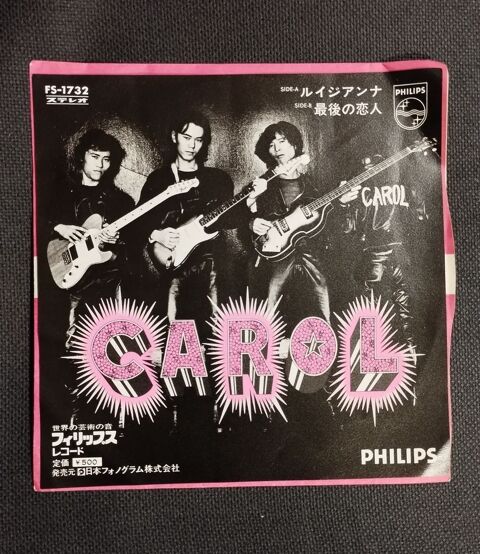 FS-1732
ステレオ
SIDE-A ルイジアンナ
SIDE-B 最後の恋人
PHILIPS
CAROL
CAROL
世界の芸術の音
フィリップス
レコード
定価 ¥500
発売元 日本フォノグラム株式会社
PHILIPS